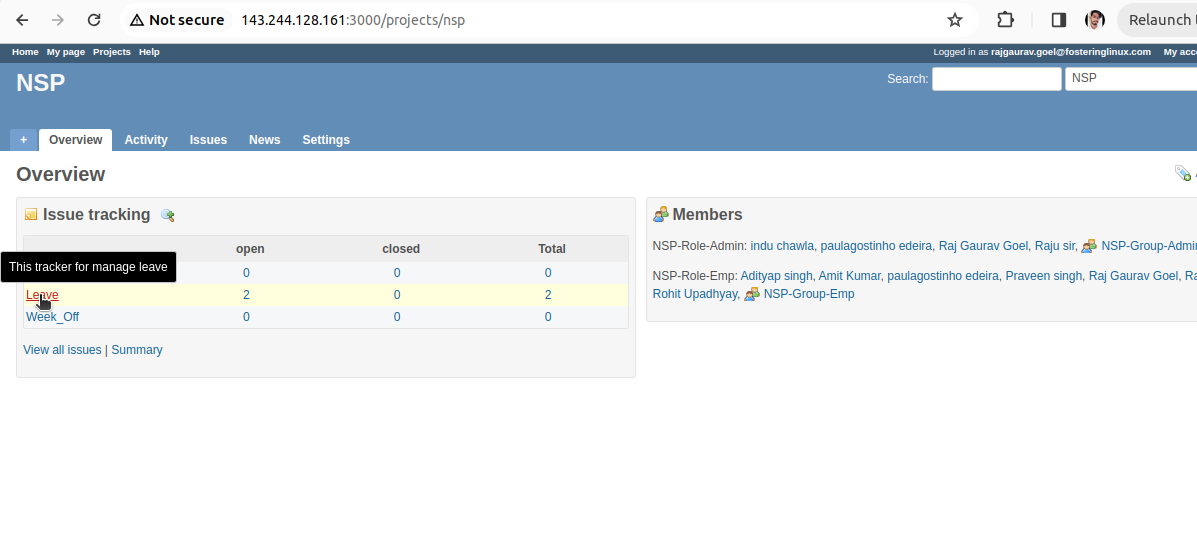 Not secure 143.244.128.161:3000/projects/nsp
Relaunch t
Home My page Projects Help
Logged in as rajgaurav.goel@fosteringlinux.com My acc
NSP
Search:
NSP
+ Overview Activity Issues News Settings
Overview
Issue tracking
open closed Total
This tracker for manage leave
0 0 0
Leave 2 0 2
Week_Off 0 0 0
View all issues | Summary
Members
NSP-Role-Admin: indu chawla, paulagostinho edeira, Raj Gaurav Goel, Raju sir, NSP-Group-Admin
NSP-Role-Emp: Adityap singh, Amit Kumar, paulagostinho edeira, Praveen singh, Raj Gaurav Goel, Ra
Rohit Upadhyay, NSP-Group-Emp